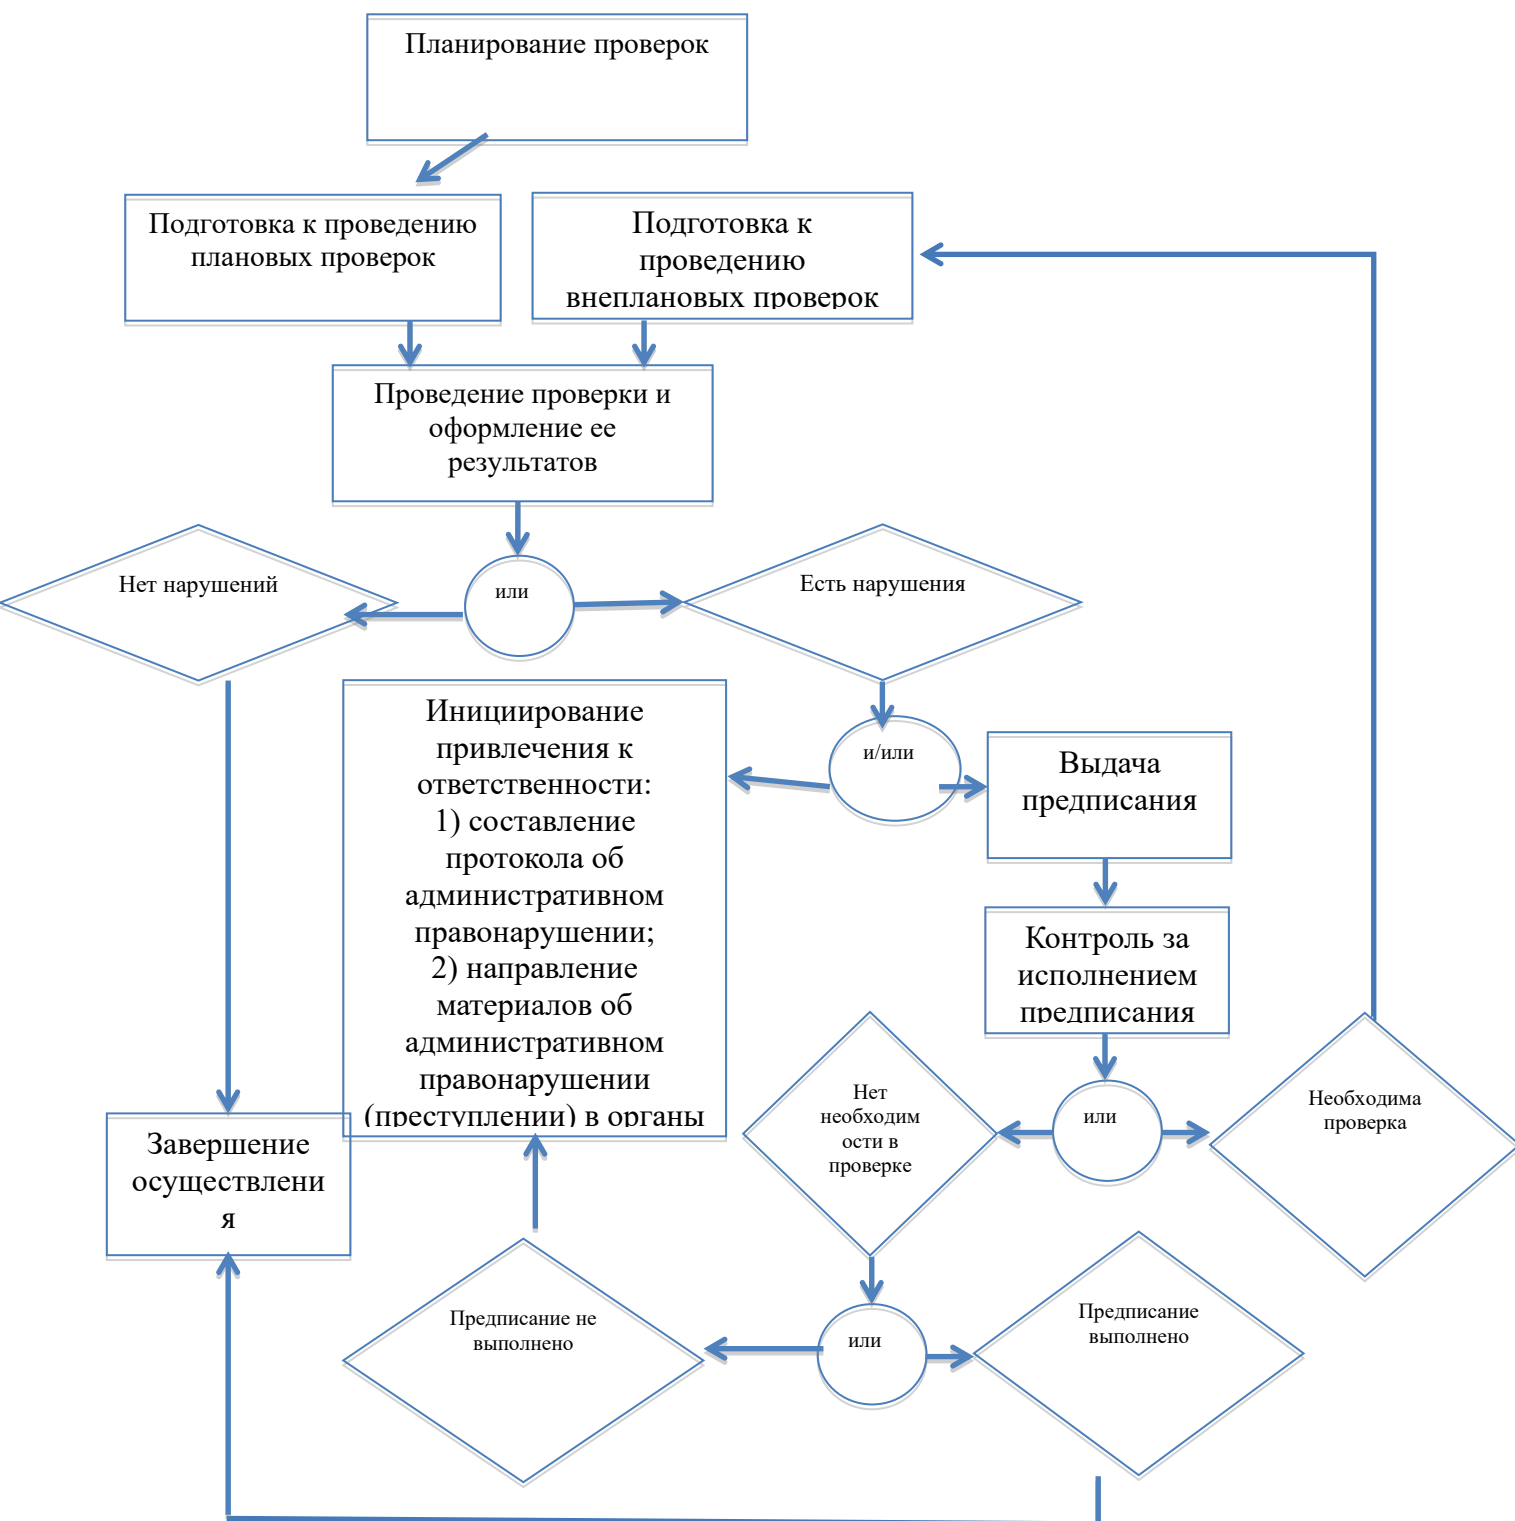 Планирование проверок
Подготовка к проведению
плановых проверок
Подготовка к
проведению
внеплановых проверок
Проведение проверки и
оформление ее
результатов
Нет нарушений
или
Есть нарушения
Инициирование
привлечения к
ответственности:
1) составление
протокола об
административном
правонарушении;
2) направление
материалов об
административном
правонарушении
(преступлении) в органы
и/или
Выдача
предписания
Контроль за
исполнением
предписания
Нет
необходим
ости в
проверке
или
Необходима
проверка
Завершение
осуществлени
я
Предписание не
выполнено
или
Предписание
выполнено